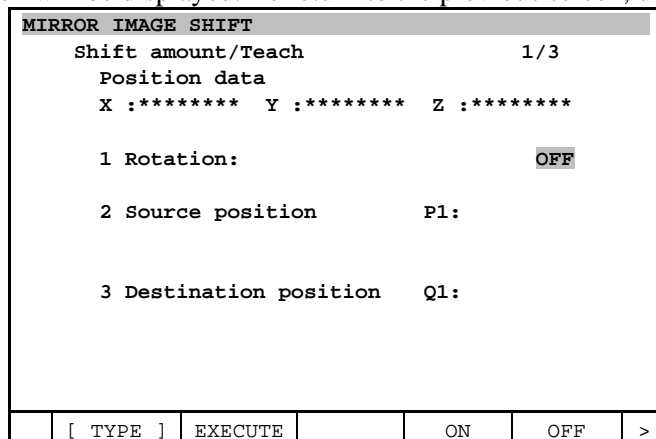 MIRROR IMAGE SHIFT
Shift amount/Teach 1/3
Position data
X :******** Y :******** Z :********
1 Rotation: OFF
2 Source position P1:
3 Destination position Q1:
[ TYPE ] EXECUTE ON OFF >